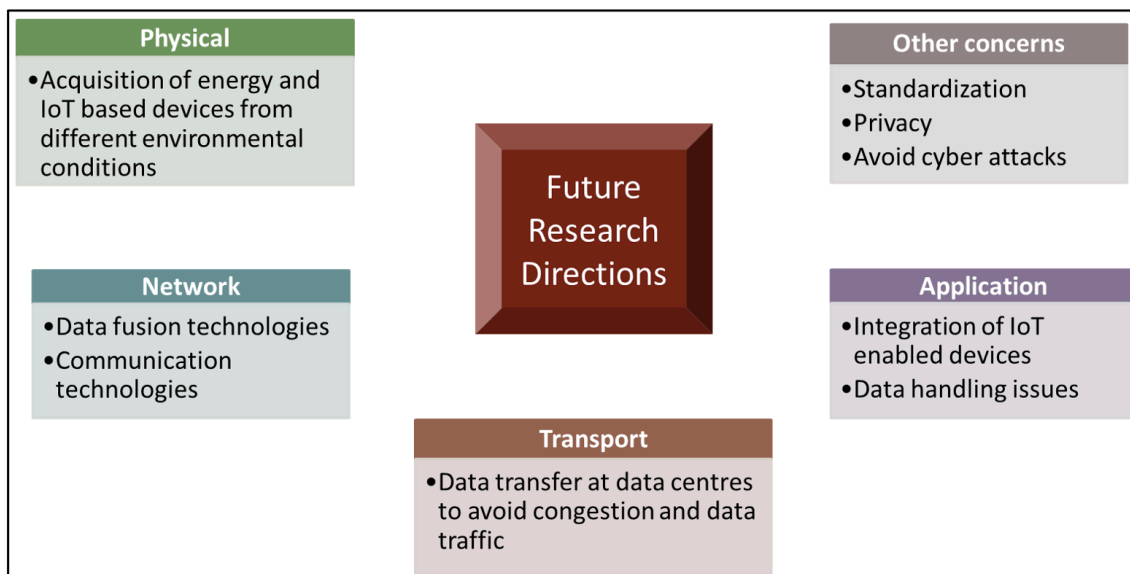 Physical
•Acquisition of energy and
IoT based devices from
different environmental
conditions
Other concerns
•Standardization
•Privacy
•Avoid cyber attacks
Future
Research
Directions
Network
•Data fusion technologies
•Communication
technologies
Application
•Integration of IoT
enabled devices
•Data handling issues
Transport
•Data transfer at data centres
to avoid congestion and data
traffic